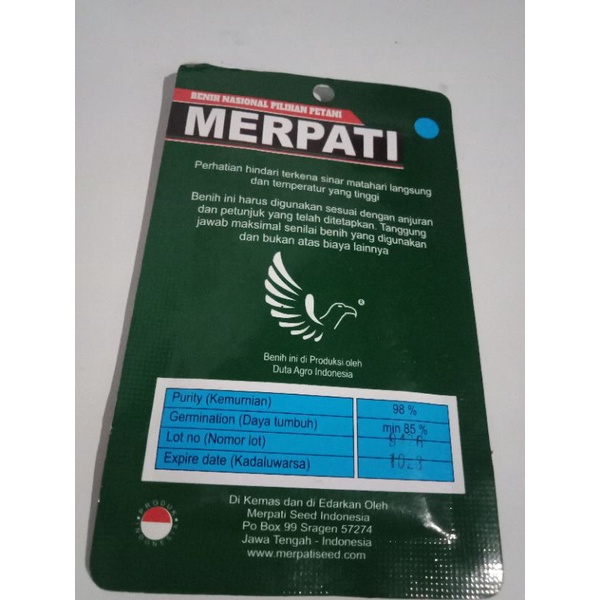 BENIH NASIONAL PILIHAN PETANI
MERPATI
Perhatian hindari terkena sinar matahari langsung
dan temperatur yang tinggi
Benih ini harus digunakan sesuai dengan anjuran
dan petunjuk yang telah ditetapkan. Tanggung
jawab maksimal senilai benih yang digunakan
dan bukan atas biaya lainnya
Benih ini di Produksi oleh
Duta Agro Indonesia
Purity (Kemurnian) 98 %
Germination (Daya tumbuh) min 85 %
Lot no (Nomor lot)
Expire date (Kadaluwarsa)
Di Kemas dan di Edarkan Oleh
Merpati Seed Indonesia
Po Box 99 Sragen 57274
Jawa Tengah - Indonesia
www.merpatiseed.com
PRODUK
INDONESIA